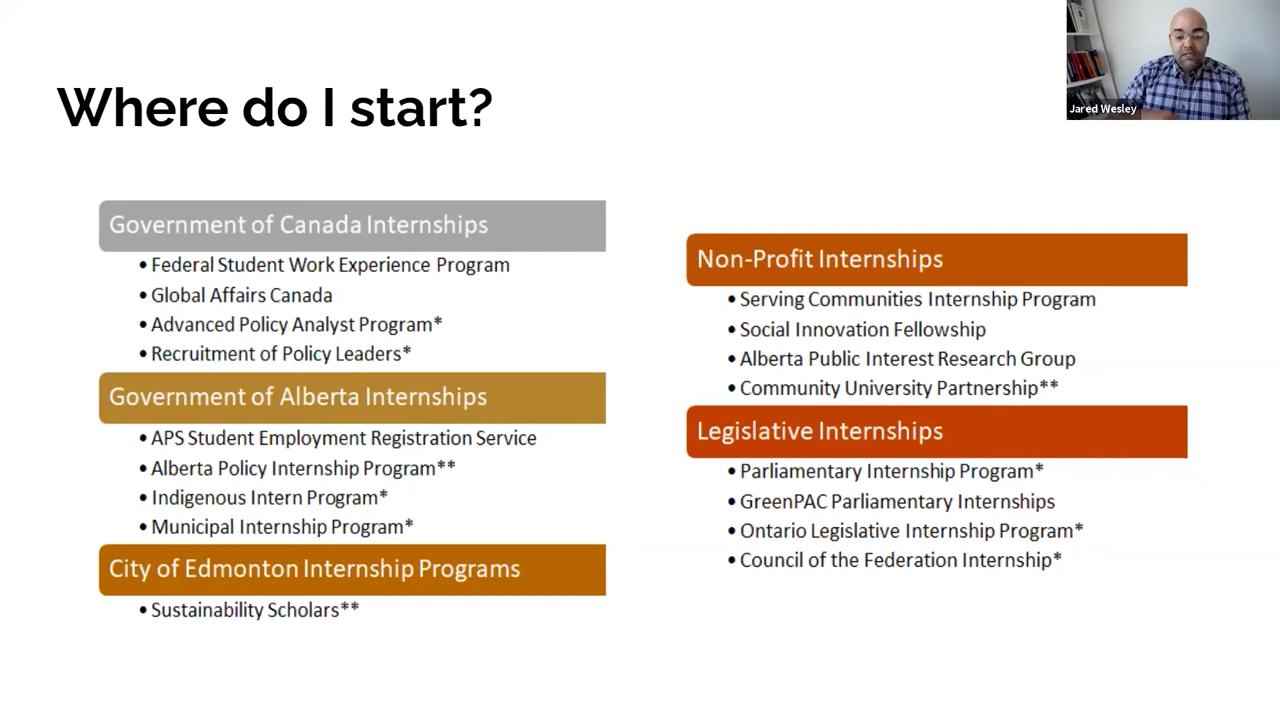 Where do I start?
Jared Wesley
Government of Canada Internships
• Federal Student Work Experience Program
• Global Affairs Canada
• Advanced Policy Analyst Program*
• Recruitment of Policy Leaders*
Government of Alberta Internships
• APS Student Employment Registration Service
• Alberta Policy Internship Program**
• Indigenous Intern Program*
• Municipal Internship Program*
City of Edmonton Internship Programs
• Sustainability Scholars**
Non-Profit Internships
• Serving Communities Internship Program
• Social Innovation Fellowship
• Alberta Public Interest Research Group
• Community University Partnership**
Legislative Internships
• Parliamentary Internship Program*
• GreenPAC Parliamentary Internships
• Ontario Legislative Internship Program*
• Council of the Federation Internship*